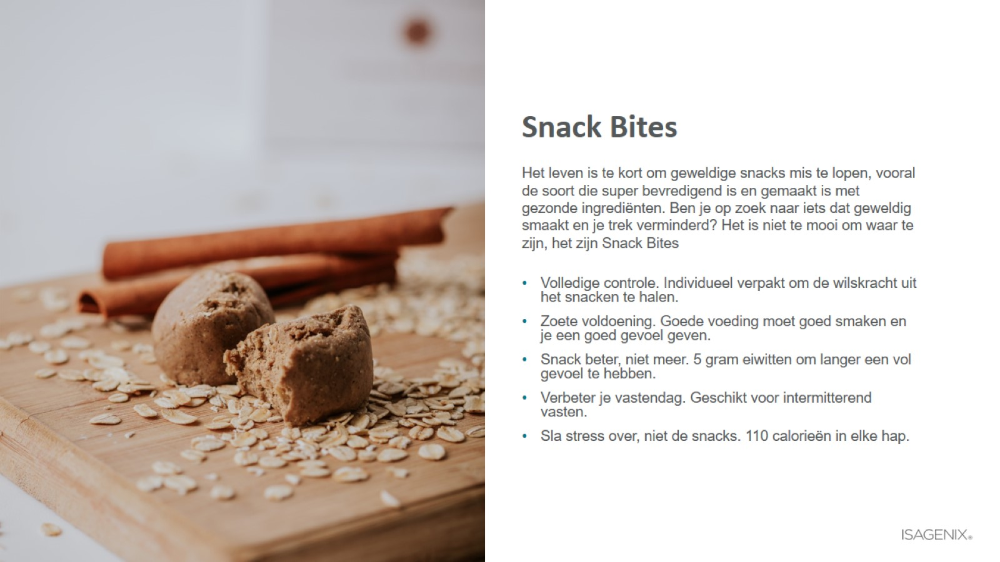 Snack Bites
Het leven is te kort om geweldige snacks mis te lopen, vooral
de soort die super bevredigend is en gemaakt is met
gezonde ingrediënten. Ben je op zoek naar iets dat geweldig
smaakt en je trek verminderd? Het is niet te mooi om waar te
zijn, het zijn Snack Bites
• Volledige controle. Individueel verpakt om de wilskracht uit
het snacken te halen.
• Zoete voldoening. Goede voeding moet goed smaken en
je een goed gevoel geven.
• Snack beter, niet meer. 5 gram eiwitten om langer een vol
gevoel te hebben.
• Verbeter je vastendag. Geschikt voor intermitterend
vasten.
• Sla stress over, niet de snacks. 110 calorieën in elke hap.
ISAGENIX®